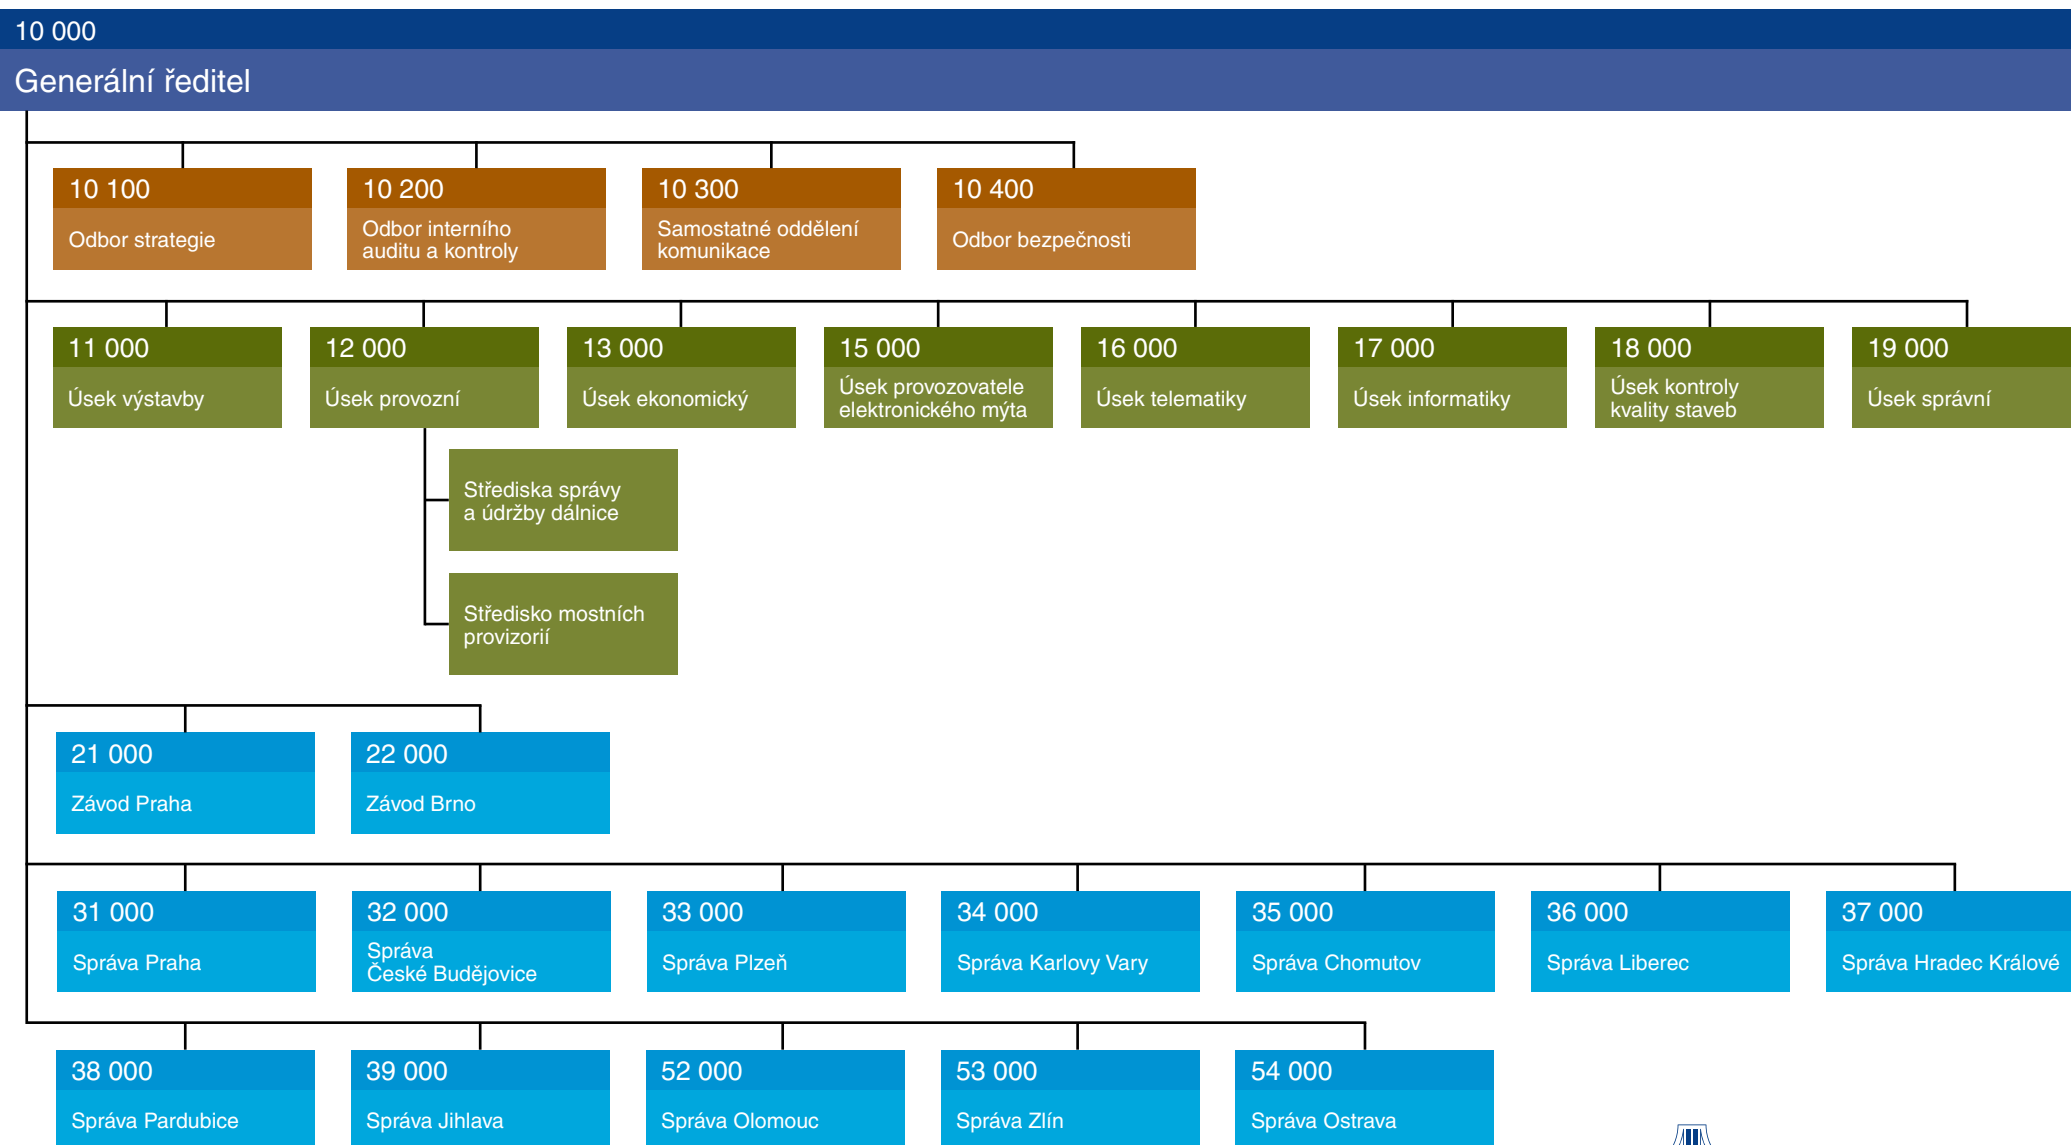 10 000
Generální ředitel
10 100
Odbor strategie
10 200
Odbor interního
auditu a kontroly
10 300
Samostatné oddělení
komunikace
10 400
Odbor bezpečnosti
11 000
Úsek výstavby
12 000
Úsek provozní
13 000
Úsek ekonomický
15 000
Úsek provozovatele
elektronického mýta
16 000
Úsek telematiky
17 000
Úsek informatiky
18 000
Úsek kontroly
kvality staveb
19 000
Úsek správní
Střediska správy
a údržby dálnice
Středisko mostních
provizorií
21 000
Závod Praha
22 000
Závod Brno
31 000
Správa Praha
32 000
Správa
České Budějovice
33 000
Správa Plzeň
34 000
Správa Karlovy Vary
35 000
Správa Chomutov
36 000
Správa Liberec
37 000
Správa Hradec Králové
38 000
Správa Pardubice
39 000
Správa Jihlava
52 000
Správa Olomouc
53 000
Správa Zlín
54 000
Správa Ostrava